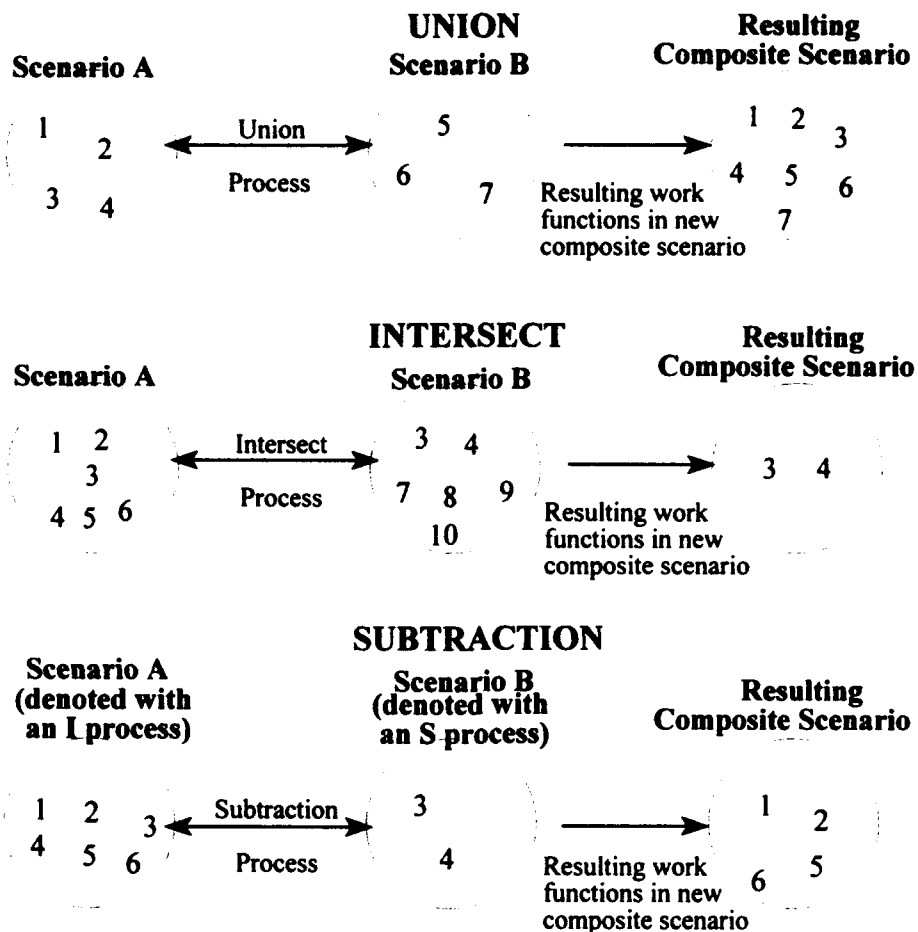 UNION
Scenario A
Scenario B
Resulting
Composite Scenario
1
2
3
4
Union
Process
5
6
7
Resulting work
functions in new
composite scenario
1 2 3
4 5 6
7
INTERSECT
Scenario A
Scenario B
Resulting
Composite Scenario
1 2
3
4 5 6
Intersect
Process
3 4
7 8 9
10
Resulting work
functions in new
composite scenario
3 4
SUBTRACTION
Scenario A
(denoted with
an I process)
Scenario B
(denoted with
an S process)
Resulting
Composite Scenario
1 2 3
4 5 6
Subtraction
Process
3
4
Resulting work
functions in new
composite scenario
1 2
6 5